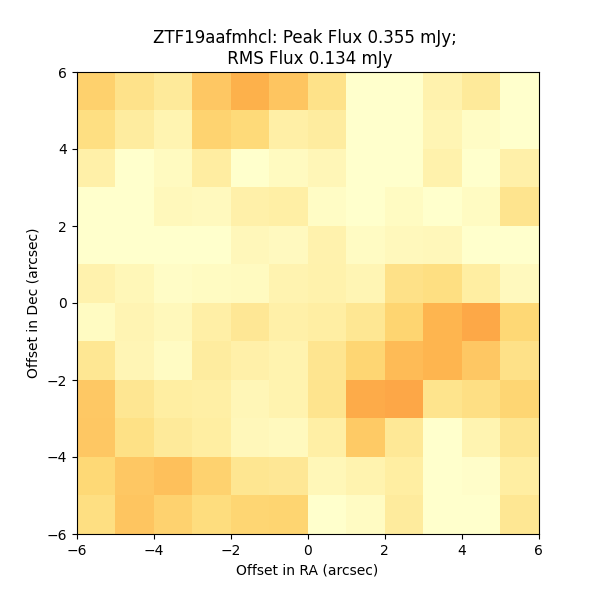 ZTF19aafmhcl: Peak Flux 0.355 mJy;
RMS Flux 0.134 mJy
6
4
2
0
−2
−4
−6
Offset in Dec (arcsec)
−6 −4 −2 0 2 4 6
Offset in RA (arcsec)